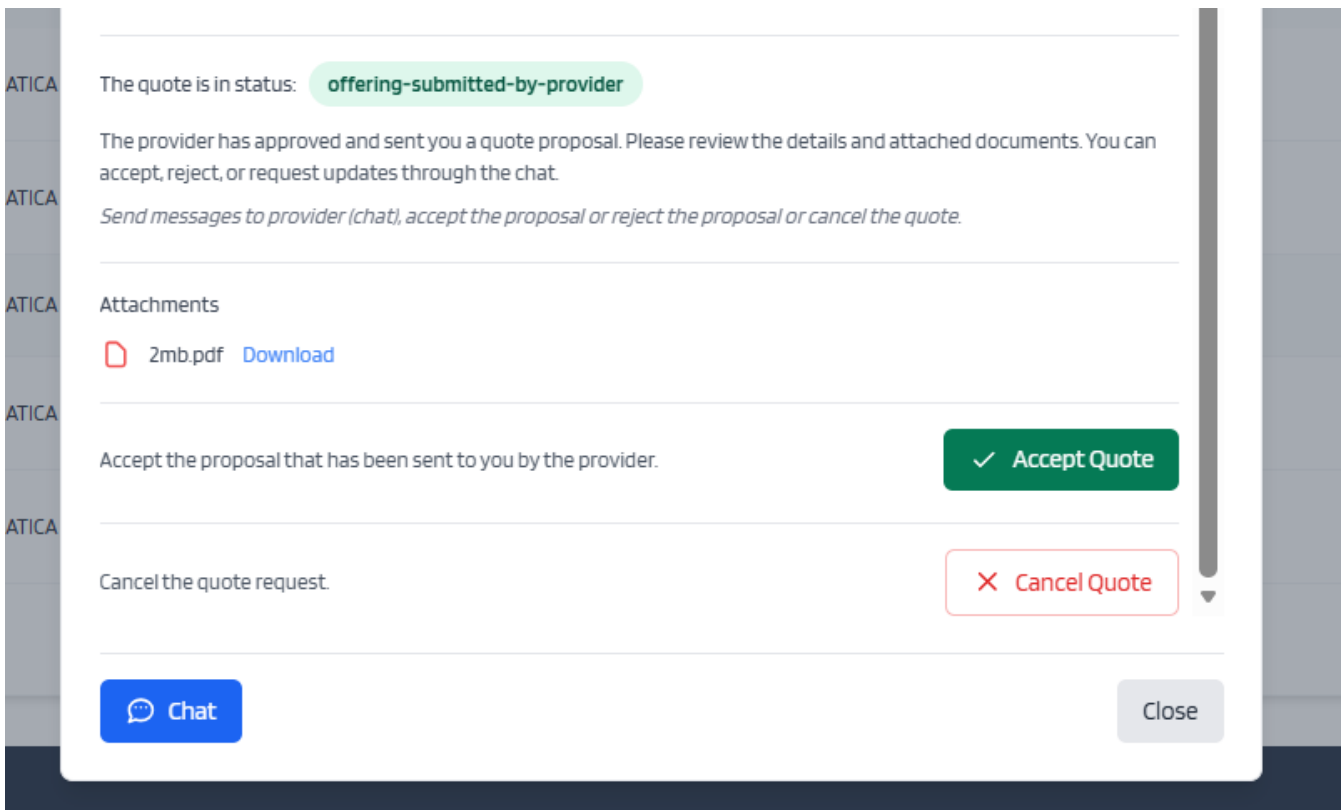 The quote is in status: offering-submitted-by-provider
The provider has approved and sent you a quote proposal. Please review the details and attached documents. You can
accept, reject, or request updates through the chat.
Send messages to provider (chat), accept the proposal or reject the proposal or cancel the quote.
Attachments
2mb.pdf Download
Accept the proposal that has been sent to you by the provider.
Accept Quote
Cancel the quote request.
Cancel Quote
Chat
Close
ATICA
ATICA
ATICA
ATICA
ATICA